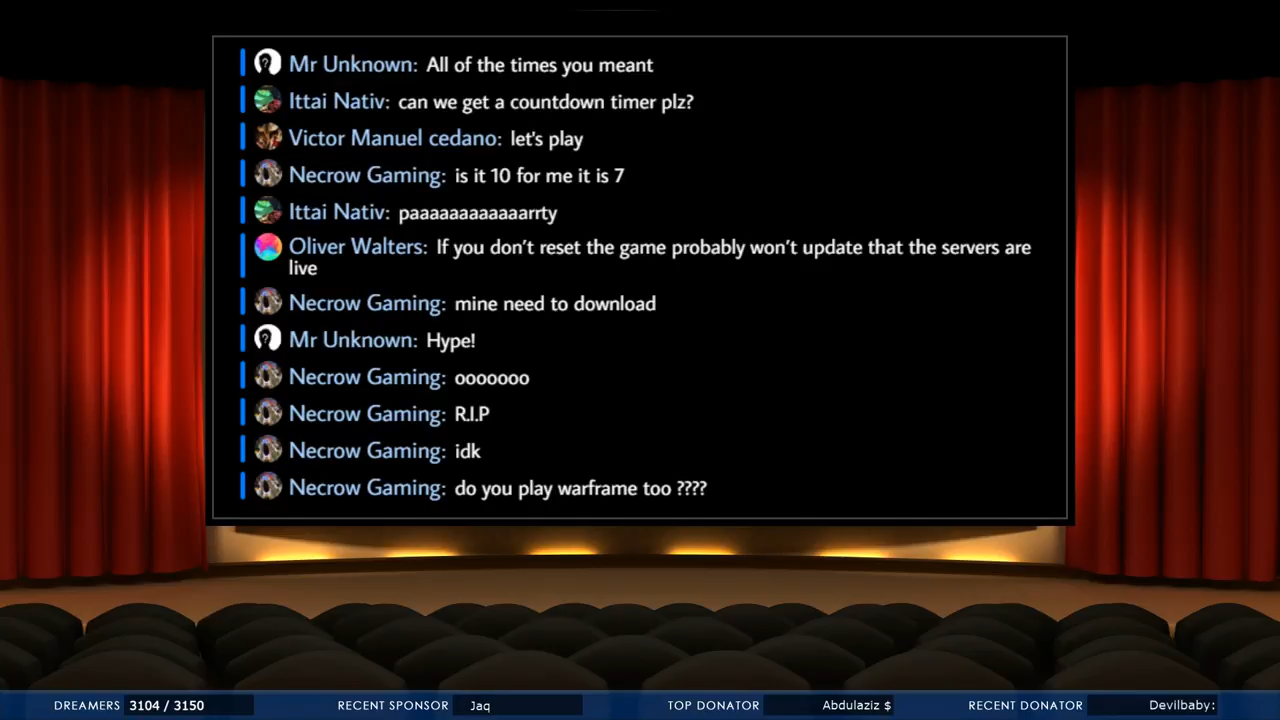 Mr Unknown: All of the times you meant
Ittai Nativ: can we get a countdown timer plz?
Victor Manuel cedano: let's play
Necrow Gaming: is it 10 for me it is 7
Ittai Nativ: paaaaaaaaaaaarrty
Oliver Walters: If you don't reset the game probably won't update that the servers are
live
Necrow Gaming: mine need to download
Mr Unknown: Hype!
Necrow Gaming: ooooooo
Necrow Gaming: R.I.P
Necrow Gaming: idk
Necrow Gaming: do you play warframe too ????
DREAMERS 3104 / 3150 RECENT SPONSOR Jaq TOP DONATOR Abdulaziz $ RECENT DONATOR Devilbaby: